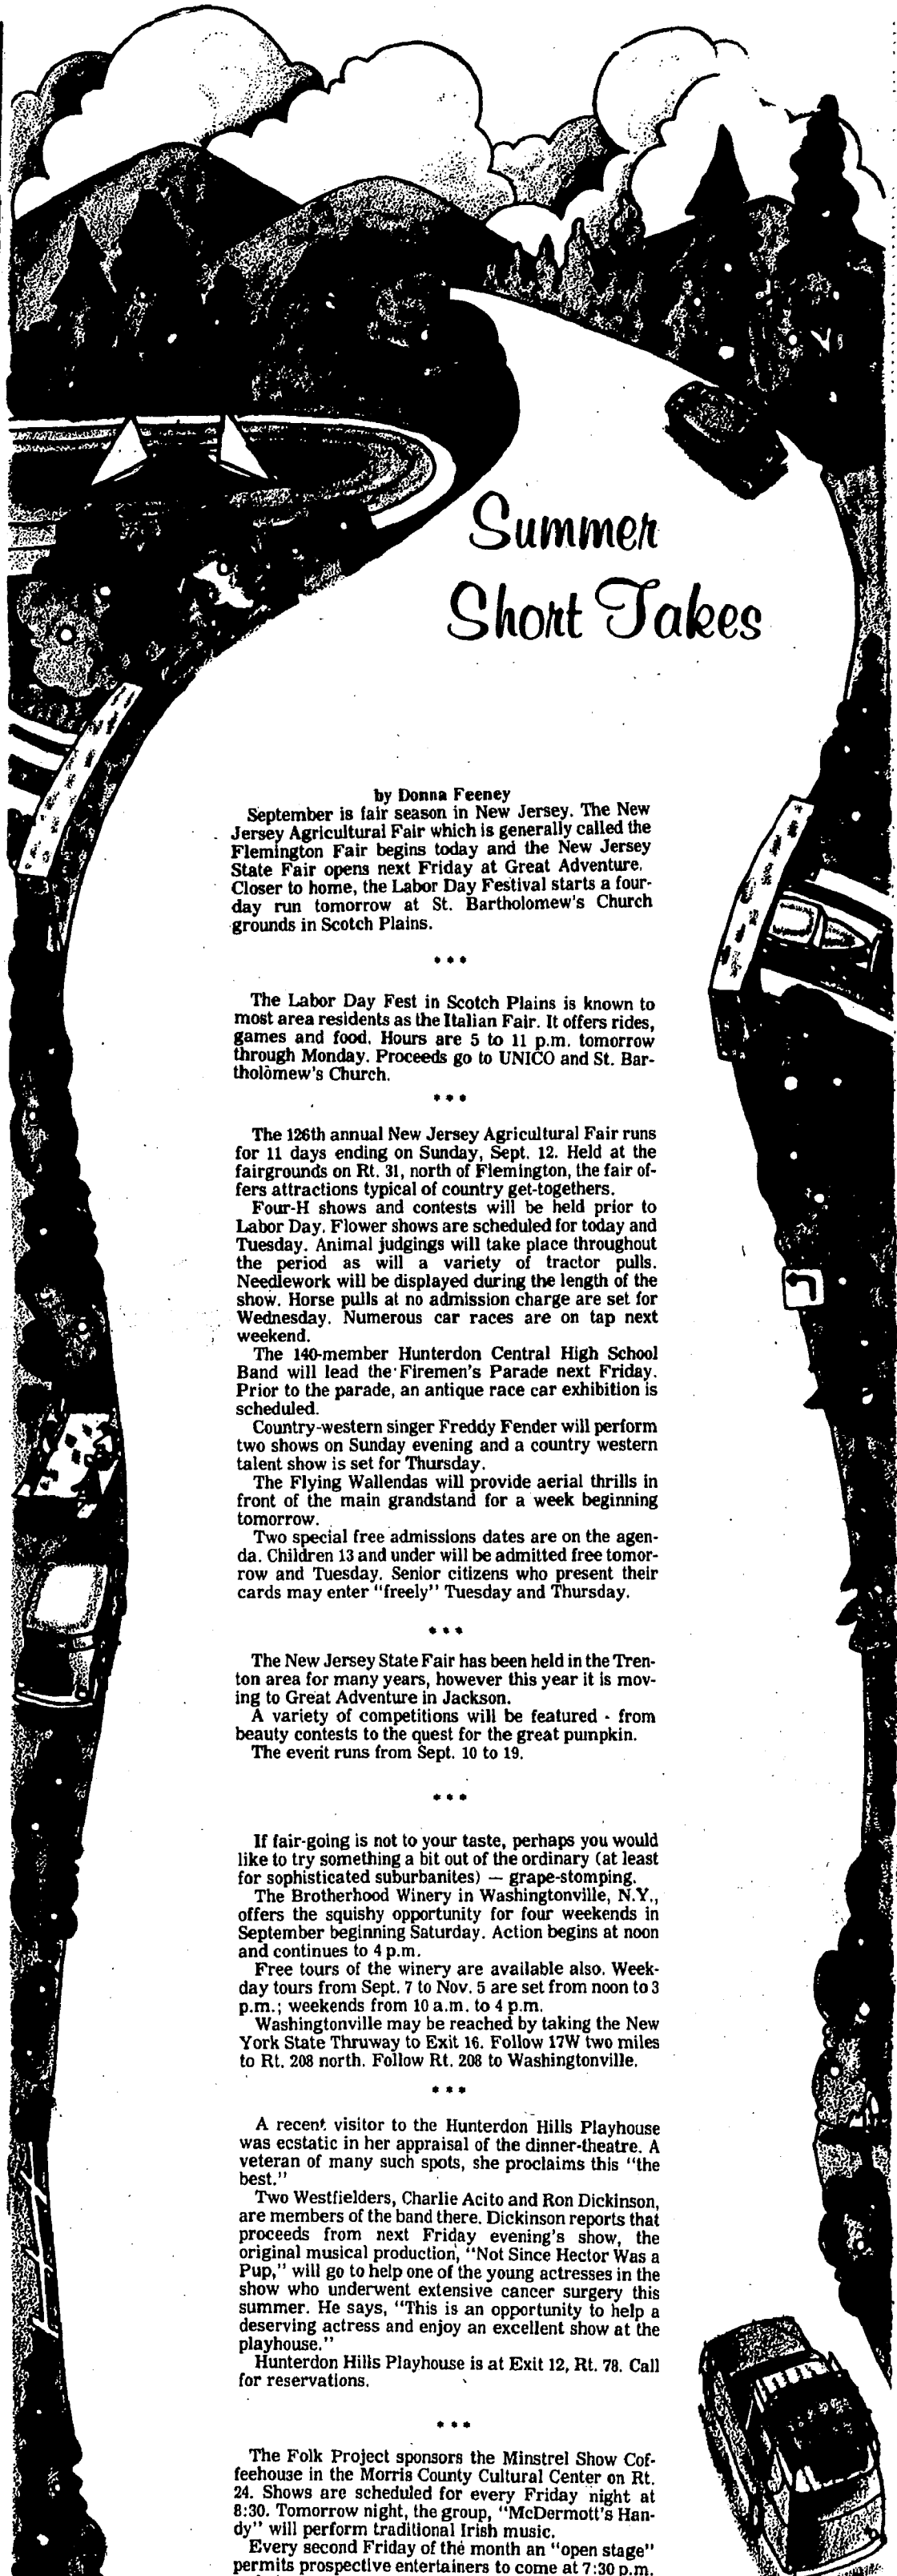 Summer
Short Takes
by Donna Feeney
September is fair season in New Jersey. The New
Jersey Agricultural Fair which is generally called the
Flemington Fair begins today and the New Jersey
State Fair opens next Friday at Great Adventure.
Closer to home, the Labor Day Festival starts a four-
day run tomorrow at St. Bartholomew's Church
grounds in Scotch Plains.
* * *
The Labor Day Fest in Scotch Plains is known to
most area residents as the Italian Fair. It offers rides,
games and food. Hours are 5 to 11 p.m. tomorrow
through Monday. Proceeds go to UNICO and St. Bar-
tholomew's Church.
* * *
The 126th annual New Jersey Agricultural Fair runs
for 11 days ending on Sunday, Sept. 12. Held at the
fairgrounds on Rt. 31, north of Flemington, the fair of-
fers attractions typical of country get-togethers.
Four-H shows and contests will be held prior to
Labor Day. Flower shows are scheduled for today and
Tuesday. Animal judgings will take place throughout
the period as will a variety of tractor pulls.
Needlework will be displayed during the length of the
show. Horse pulls at no admission charge are set for
Wednesday. Numerous car races are on tap next
weekend.
The 140-member Hunterdon Central High School
Band will lead the Firemen's Parade next Friday.
Prior to the parade, an antique race car exhibition is
scheduled.
Country-western singer Freddy Fender will perform
two shows on Sunday evening and a country western
talent show is set for Thursday.
The Flying Wallendas will provide aerial thrills in
front of the main grandstand for a week beginning
tomorrow.
Two special free admissions dates are on the agen-
da. Children 13 and under will be admitted free tomor-
row and Tuesday. Senior citizens who present their
cards may enter "freely" Tuesday and Thursday.
* * *
The New Jersey State Fair has been held in the Tren-
ton area for many years, however this year it is mov-
ing to Great Adventure in Jackson.
A variety of competitions will be featured - from
beauty contests to the quest for the great pumpkin.
The event runs from Sept. 10 to 19.
* * *
If fair-going is not to your taste, perhaps you would
like to try something a bit out of the ordinary (at least
for sophisticated suburbanites) — grape-stomping.
The Brotherhood Winery in Washingtonville, N.Y.,
offers the squishy opportunity for four weekends in
September beginning Saturday. Action begins at noon
and continues to 4 p.m.
Free tours of the winery are available also. Week-
day tours from Sept. 7 to Nov. 5 are set from noon to 3
p.m.; weekends from 10 a.m. to 4 p.m.
Washingtonville may be reached by taking the New
York State Thruway to Exit 16. Follow 17W two miles
to Rt. 208 north. Follow Rt. 208 to Washingtonville.
* * *
A recent visitor to the Hunterdon Hills Playhouse
was ecstatic in her appraisal of the dinner-theatre. A
veteran of many such spots, she proclaims this "the
best."
Two Westfielders, Charlie Acito and Ron Dickinson,
are members of the band there. Dickinson reports that
proceeds from next Friday evening's show, the
original musical production, "Not Since Hector Was a
Pup," will go to help one of the young actresses in the
show who underwent extensive cancer surgery this
summer. He says, "This is an opportunity to help a
deserving actress and enjoy an excellent show at the
playhouse."
Hunterdon Hills Playhouse is at Exit 12, Rt. 78. Call
for reservations.
* * *
The Folk Project sponsors the Minstrel Show Cof-
feehouse in the Morris County Cultural Center on Rt.
24. Shows are scheduled for every Friday night at
8:30. Tomorrow night, the group, "McDermott's Han-
dy" will perform traditional Irish music.
Every second Friday of the month an "open stage"
permits prospective entertainers to come at 7:30 p.m.